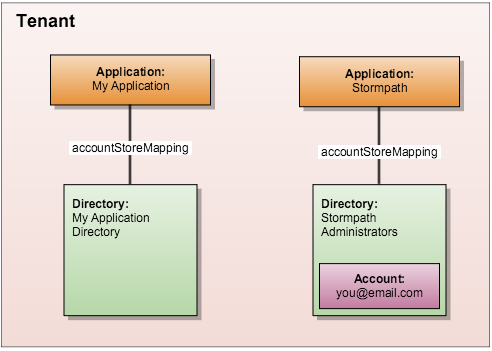 Tenant
Application:
My Application
Application:
Stormpath
accountStoreMapping
accountStoreMapping
Directory:
My Application
Directory
Directory:
Stormpath
Administrators
Account:
you@email.com